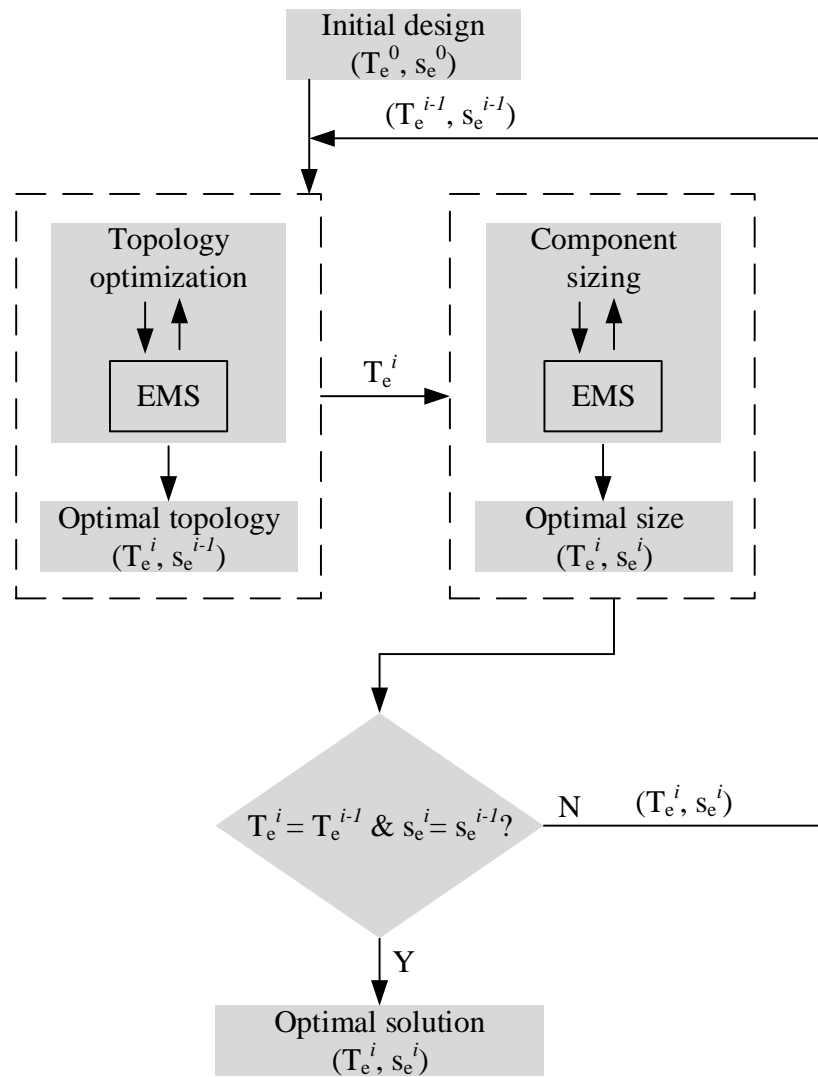 Initial design
(Tₑ⁰, sₑ⁰)
(Tₑⁱ⁻¹, sₑⁱ⁻¹)
Topology
optimization
EMS
Optimal topology
(Tₑⁱ, sₑⁱ⁻¹)
Tₑⁱ
Component
sizing
EMS
Optimal size
(Tₑⁱ, sₑⁱ)
Tₑⁱ = Tₑⁱ⁻¹ & sₑⁱ = sₑⁱ⁻¹?
N
(Tₑⁱ, sₑⁱ)
Y
Optimal solution
(Tₑⁱ, sₑⁱ)